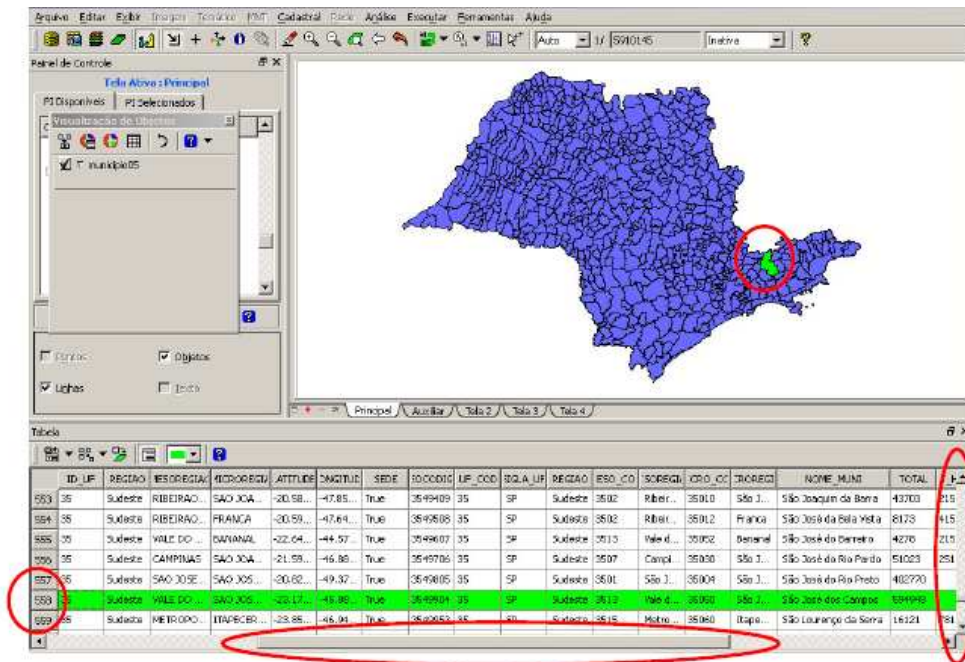 Arquivo Editar Exibir Imagem Temático MNT Cadastral Rede Análise Executar Ferramentas Ajuda
Auto 1/ 5910145 Inativa
Painel de Controle
Tela Ativa : Principal
PI Disponíveis PI Selecionados
Visualização de Objetos
municipio05
Pontos Objetos
Linhas Texto
Principal Auxiliar Tela 2 Tela 3 Tela 4
Tabela
ID_UF REGIAO MESOREGIAO MICROREGIA ATITUDE ONGITUD SEDE UF_COD SIGLA_UF REGIAO ESO_CO SOREGI CRO_CO NOME_MUNI TOTAL
553 35 Sudeste RIBEIRAO... SAO JOA... -20.58... -47.85... True 3549409 35 SP Sudeste 3502 Ribeir... 35010 São J... São Joaquim da Barra 43703 215
554 35 Sudeste RIBEIRAO... FRANCA -20.59... -47.64... True 3549508 35 SP Sudeste 3502 Ribeir... 35012 Franca São José da Bela Vista 8173 415
555 35 Sudeste VALE DO ... BANANAL -22.64... -44.57... True 3549607 35 SP Sudeste 3513 Vale d... 35052 Bananal São José do Barreiro 4276 215
556 35 Sudeste CAMPINAS SAO JOA... -21.59... -46.88... True 3549706 35 SP Sudeste 3507 Campi... 35030 São J... São José do Rio Pardo 51023 251
557 35 Sudeste SAO JOSE... SAO JOS... -20.82... -49.37... True 3549805 35 SP Sudeste 3501 São J... 35004 São J... São José do Rio Preto 402770
558 35 Sudeste VALE DO ... SAO JOS... -23.17... True 3549904 35 SP Sudeste 3513 Vale d... 35050 São J... São José dos Campos
559 35 Sudeste METROPO... ITAPECER... -23.85... -46.94... True 35 SP Sudeste 3515 Metro... 35060 Itape... São Lourenço da Serra 16121 781